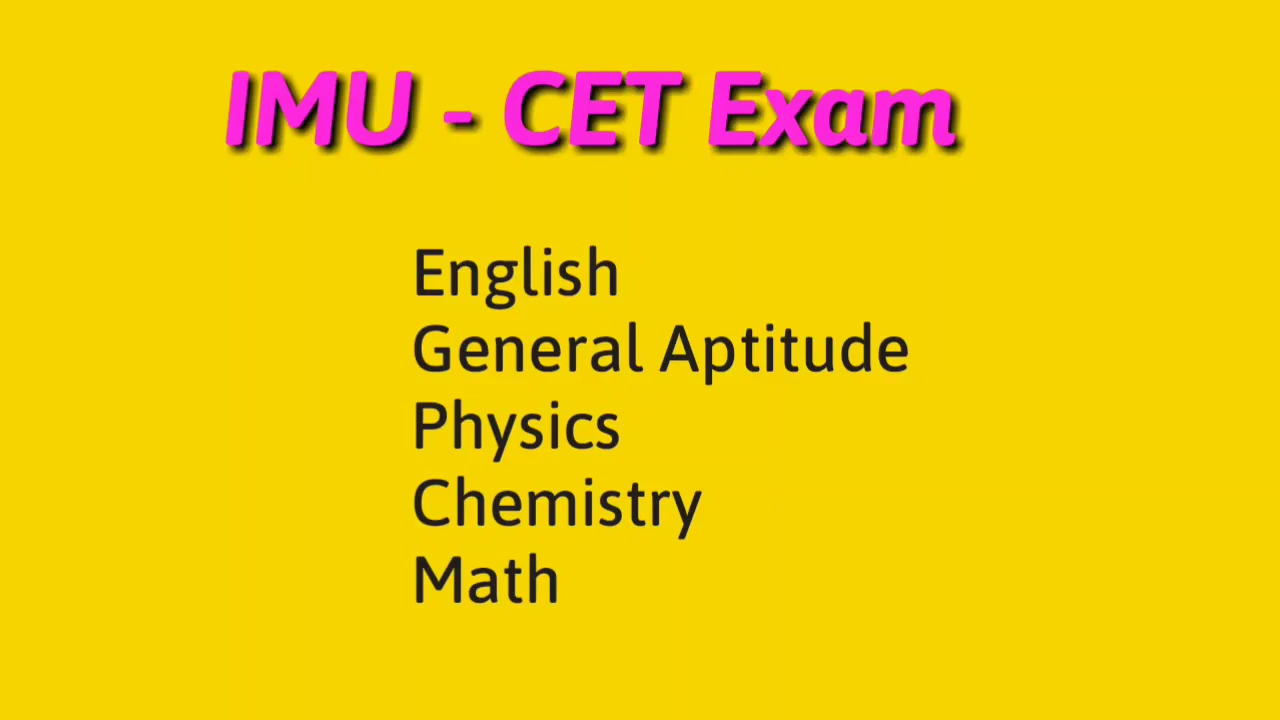 IMU - CET Exam
English
General Aptitude
Physics
Chemistry
Math